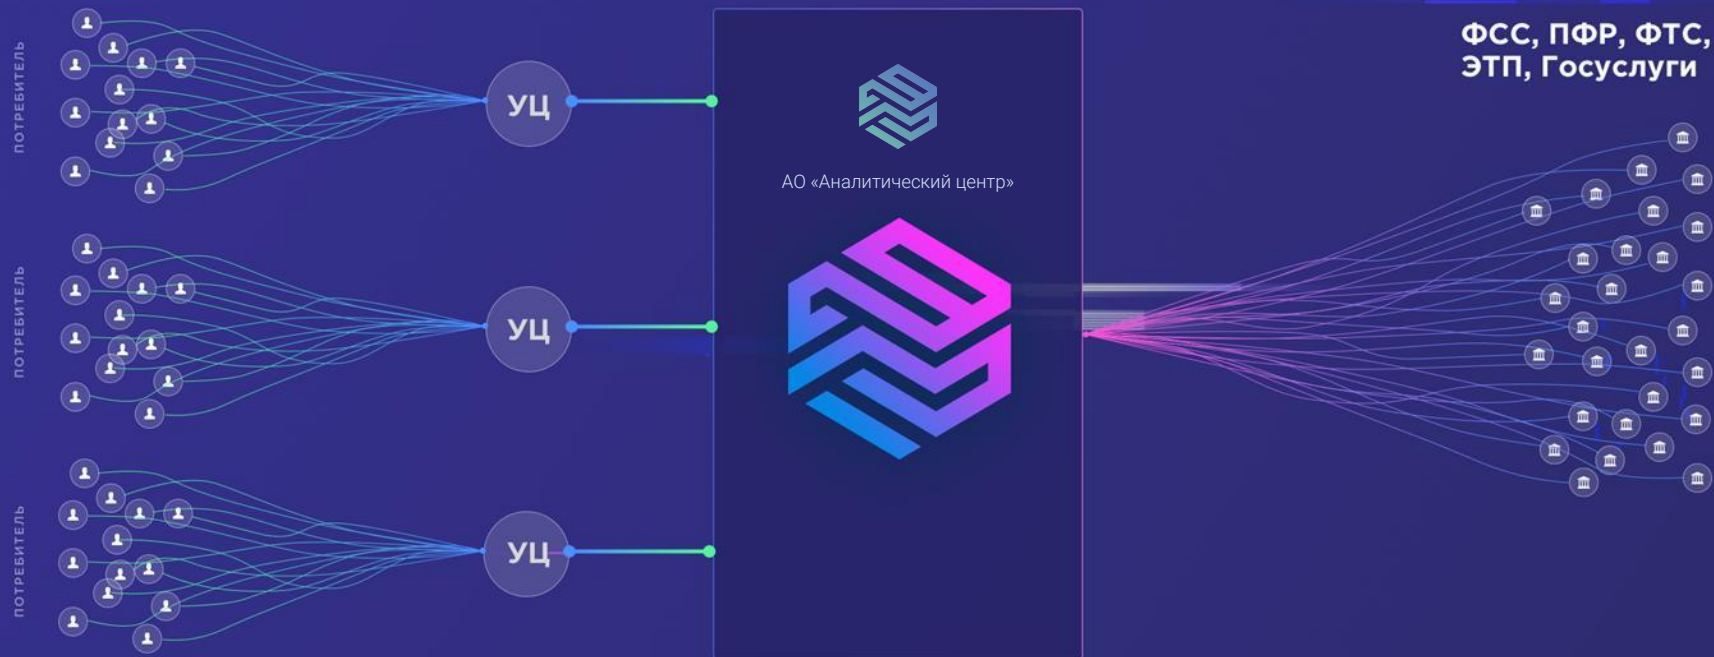 ПОТРЕБИТЕЛЬ
УЦ
ПОТРЕБИТЕЛЬ
УЦ
ПОТРЕБИТЕЛЬ
УЦ
АО «Аналитический центр»
ФСС, ПФР, ФТС,
ЭТП, Госуслуги